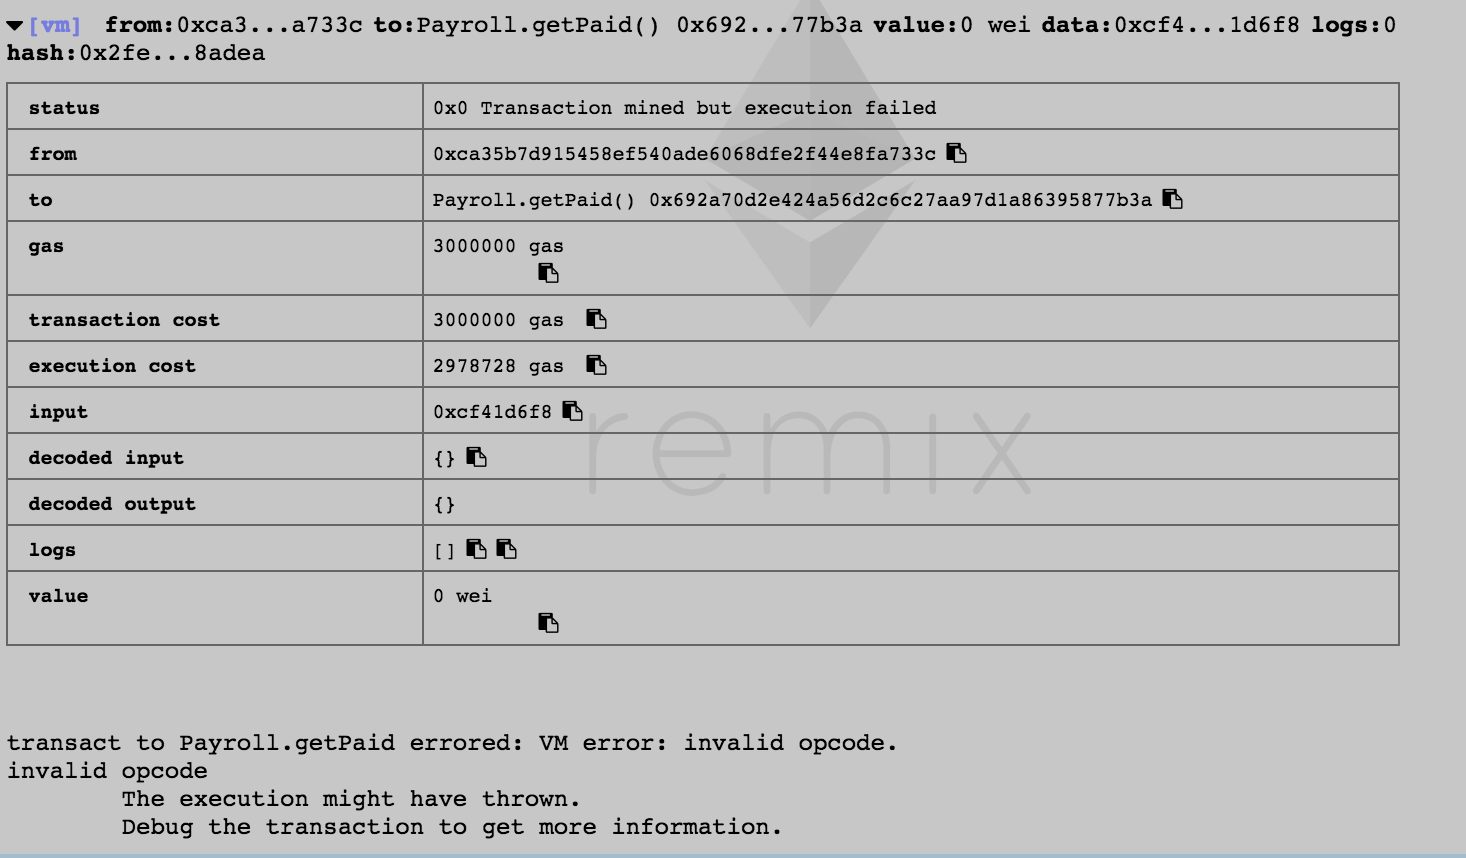 [vm] from:0xca3...a733c to:Payroll.getPaid() 0x692...77b3a value:0 wei data:0xcf4...1d6f8 logs:0
hash:0x2fe...8adea
status 0x0 Transaction mined but execution failed
from 0xca35b7d915458ef540ade6068dfe2f44e8fa733c
to Payroll.getPaid() 0x692a70d2e424a56d2c6c27aa97d1a86395877b3a
gas 3000000 gas
transaction cost 3000000 gas
execution cost 2978728 gas
input 0xcf41d6f8
decoded input {}
decoded output {}
logs []
value 0 wei
remix
transact to Payroll.getPaid errored: VM error: invalid opcode.
invalid opcode
The execution might have thrown.
Debug the transaction to get more information.